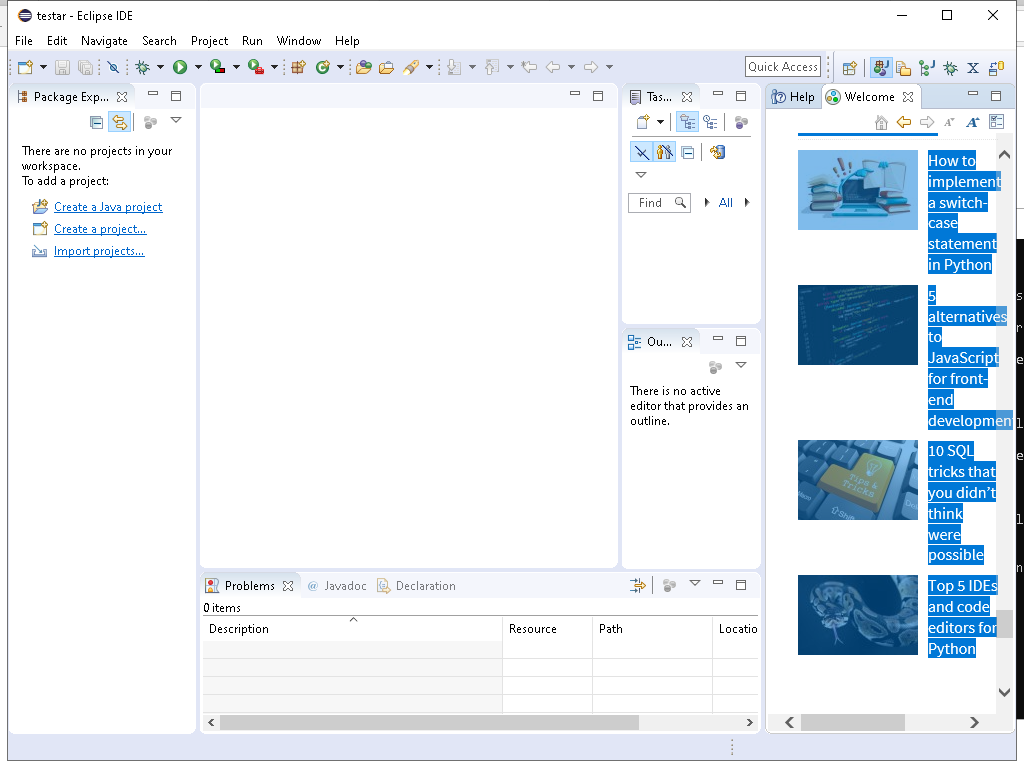 testar - Eclipse IDE
File Edit Navigate Search Project Run Window Help
Quick Access
Package Exp...
There are no projects in your
workspace.
To add a project:
Create a Java project
Create a project...
Import projects...
Tas...
Find
All
Ou...
There is no active
editor that provides an
outline.
Problems
@ Javadoc
Declaration
0 items
Description Resource Path Locatio
Help
Welcome
How to
implement
a switch-
case
statement
in Python
5
alternatives
to
JavaScript
for front-
end
development
10 SQL
tricks that
you didn't
think
were
possible
Tips &
Tricks
Shift
Top 5 IDEs
and code
editors for
Python